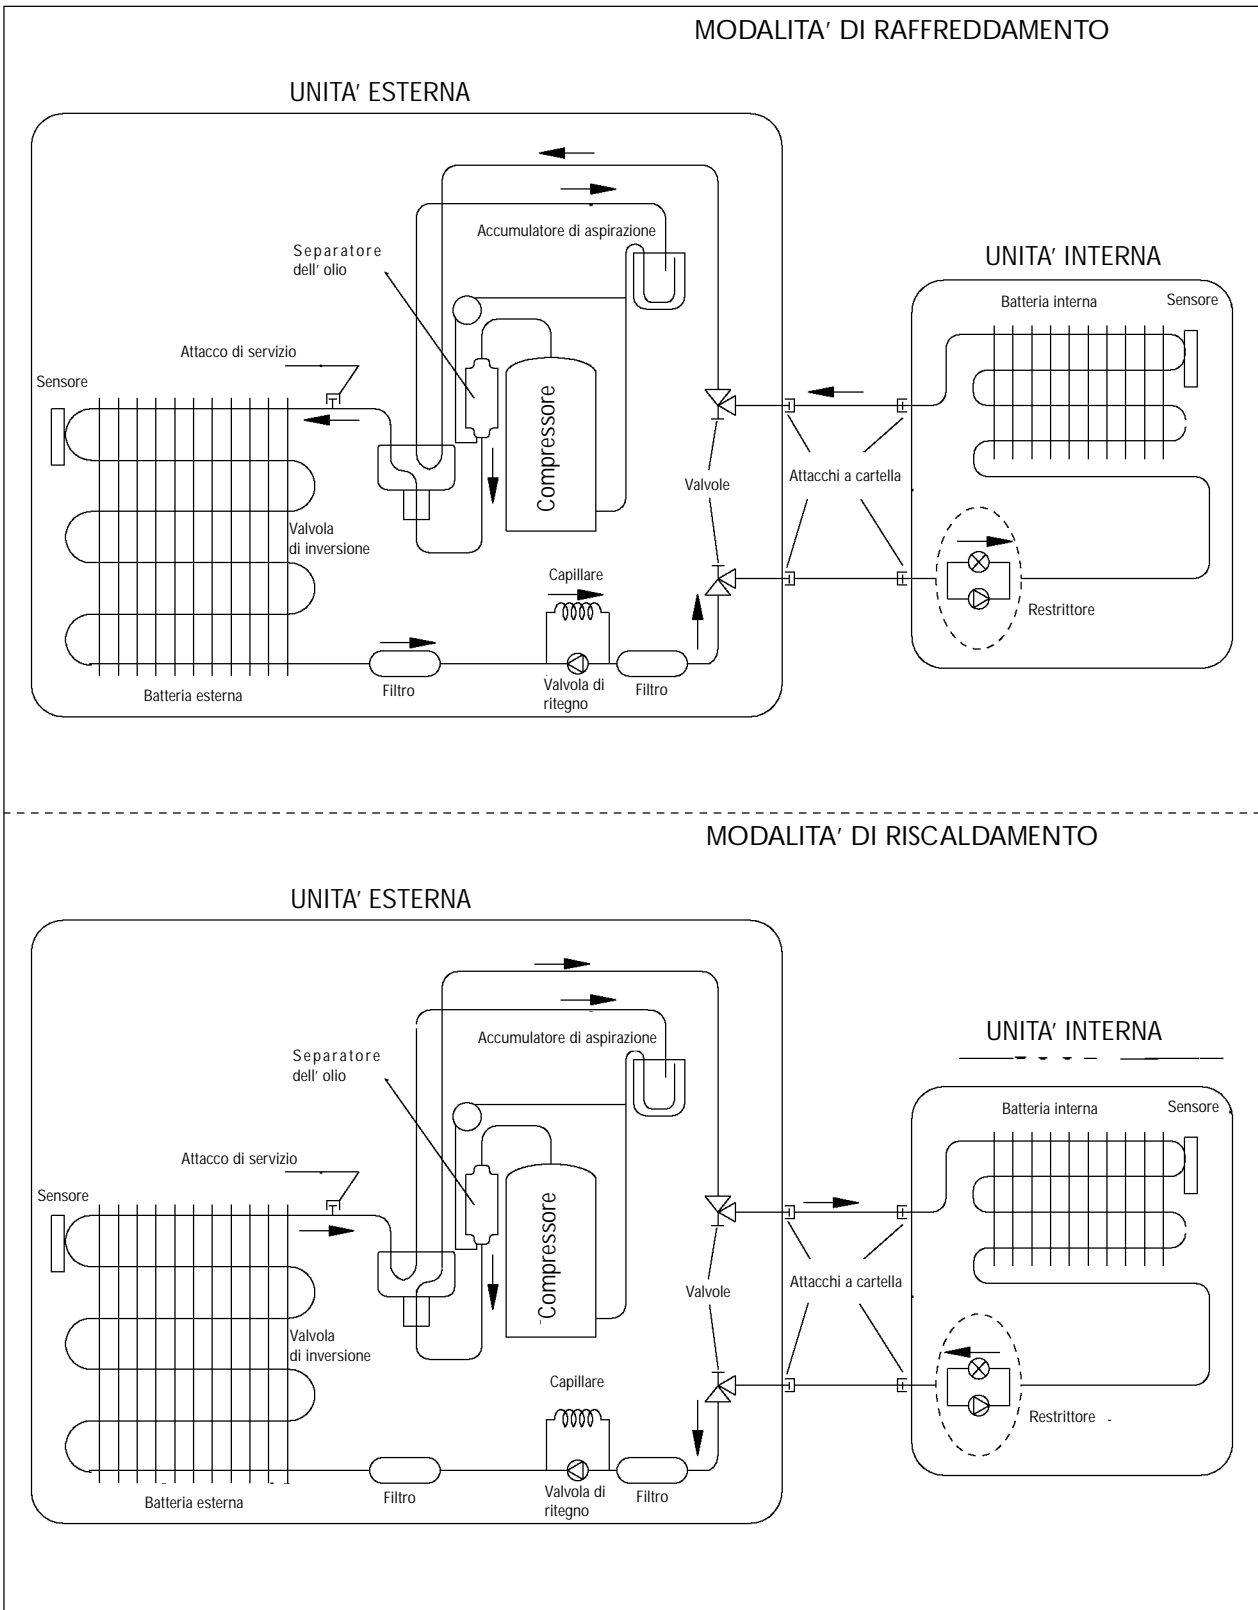 MODALITA' DI RAFFREDDAMENTO
UNITA' ESTERNA
Accumulatore di aspirazione
Separatore
dell' olio
UNITA' INTERNA
Batteria interna
Sensore
Attacco di servizio
Sensore
Compressore
Valvole
Attacchi a cartella
Valvola
di inversione
Capillare
Restrittore
Batteria esterna
Filtro
Valvola di
ritegno
Filtro
MODALITA' DI RISCALDAMENTO
UNITA' ESTERNA
Accumulatore di aspirazione
Separatore
dell' olio
UNITA' INTERNA
Batteria interna
Sensore
Attacco di servizio
Sensore
Compressore
Valvole
Attacchi a cartella
Valvola
di inversione
Capillare
Restrittore
Batteria esterna
Filtro
Valvola di
ritegno
Filtro